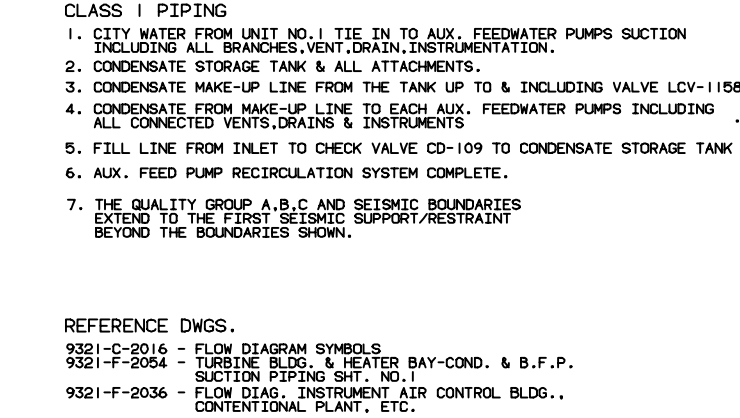 CLASS 1 PIPING
1. CITY WATER FROM UNIT NO.1 TIE IN TO AUX. FEEDWATER PUMPS SUCTION
INCLUDING ALL BRANCHES,VENT,DRAIN,INSTRUMENTATION.
2. CONDENSATE STORAGE TANK & ALL ATTACHMENTS.
3. CONDENSATE MAKE-UP LINE FROM THE TANK UP TO & INCLUDING VALVE LCV-1158
4. CONDENSATE FROM MAKE-UP LINE TO EACH AUX. FEEDWATER PUMPS INCLUDING
ALL CONNECTED VENTS,DRAINS & INSTRUMENTS
5. FILL LINE FROM INLET TO CHECK VALVE CD-109 TO CONDENSATE STORAGE TANK
6. AUX. FEED PUMP RECIRCULATION SYSTEM COMPLETE.
7. THE QUALITY GROUP A,B,C AND SEISMIC BOUNDARIES
EXTEND TO THE FIRST SEISMIC SUPPORT/RESTRAINT
BEYOND THE BOUNDARIES SHOWN.
REFERENCE DWGS.
9321-C-2016 - FLOW DIAGRAM SYMBOLS
9321-F-2054 - TURBINE BLDG. & HEATER BAY-COND. & B.F.P.
SUCTION PIPING SHT. NO.1
9321-F-2036 - FLOW DIAG. INSTRUMENT AIR CONTROL BLDG.,
CONTENTIONAL PLANT, ETC.